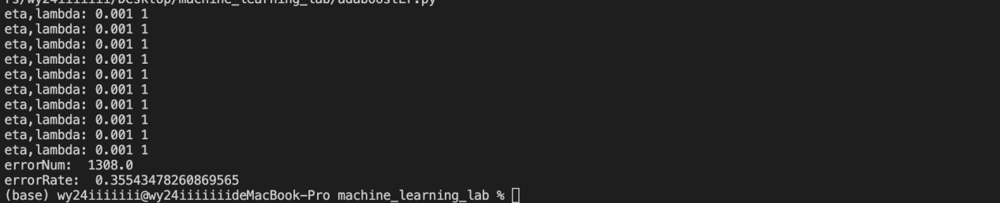 rs/wy24iiiiiii/Desktop/machine_learning_lab/adaboostLr.py
eta,lambda: 0.001 1
eta,lambda: 0.001 1
eta,lambda: 0.001 1
eta,lambda: 0.001 1
eta,lambda: 0.001 1
eta,lambda: 0.001 1
eta,lambda: 0.001 1
eta,lambda: 0.001 1
eta,lambda: 0.001 1
eta,lambda: 0.001 1
errorNum:  1308.0
errorRate:  0.35543478260869565
(base) wy24iiiiiii@wy24iiiiiiideMacBook-Pro machine_learning_lab %